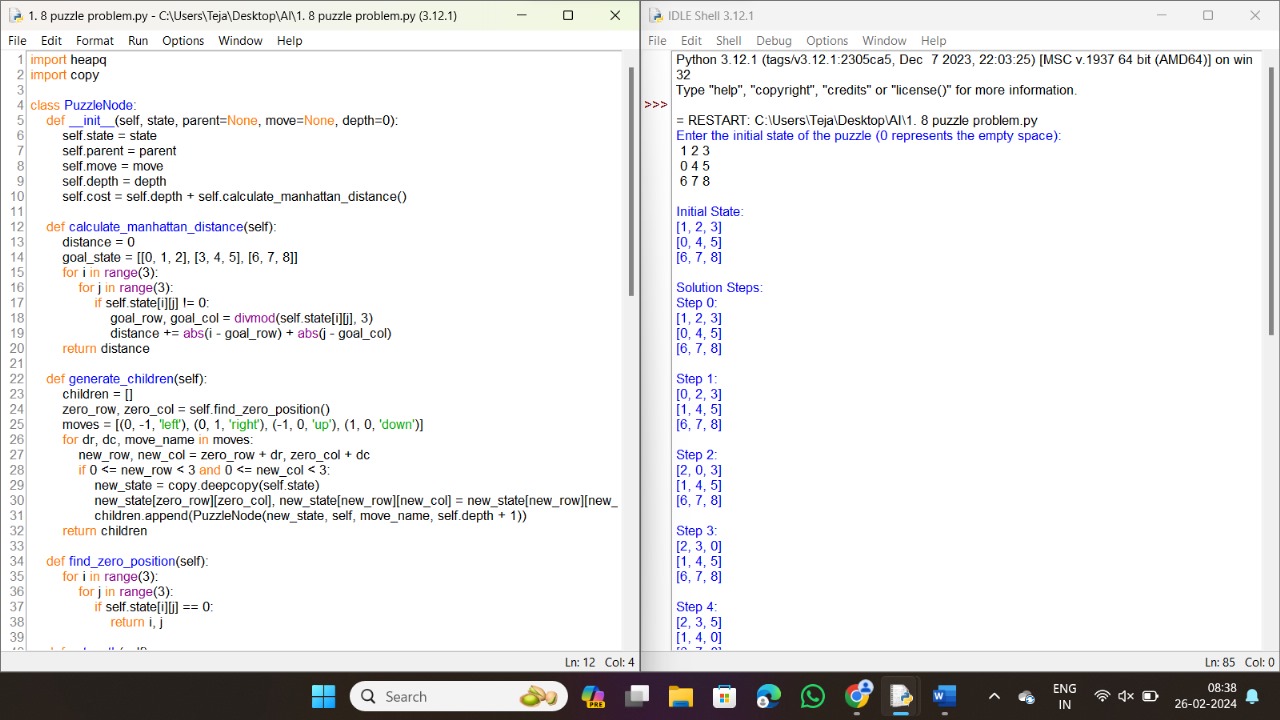 1. 8 puzzle problem.py - C:\Users\Teja\Desktop\AI\1. 8 puzzle problem.py (3.12.1)
File Edit Format Run Options Window Help
1 import heapq
2 import copy
3
4 class PuzzleNode:
5 def __init__(self, state, parent=None, move=None, depth=0):
6 self.state = state
7 self.parent = parent
8 self.move = move
9 self.depth = depth
10 self.cost = self.depth + self.calculate_manhattan_distance()
11
12 def calculate_manhattan_distance(self):
13 distance = 0
14 goal_state = [[0, 1, 2], [3, 4, 5], [6, 7, 8]]
15 for i in range(3):
16 for j in range(3):
17 if self.state[i][j] != 0:
18 goal_row, goal_col = divmod(self.state[i][j], 3)
19 distance += abs(i - goal_row) + abs(j - goal_col)
20 return distance
21
22 def generate_children(self):
23 children = []
24 zero_row, zero_col = self.find_zero_position()
25 moves = [(0, -1, 'left'), (0, 1, 'right'), (-1, 0, 'up'), (1, 0, 'down')]
26 for dr, dc, move_name in moves:
27 new_row, new_col = zero_row + dr, zero_col + dc
28 if 0 <= new_row < 3 and 0 <= new_col < 3:
29 new_state = copy.deepcopy(self.state)
30 new_state[zero_row][zero_col], new_state[new_row][new_col] = new_state[new_row][new_
31 children.append(PuzzleNode(new_state, self, move_name, self.depth + 1))
32 return children
33
34 def find_zero_position(self):
35 for i in range(3):
36 for j in range(3):
37 if self.state[i][j] == 0:
38 return i, j
39
Ln: 12 Col: 4
IDLE Shell 3.12.1
File Edit Shell Debug Options Window Help
Python 3.12.1 (tags/v3.12.1:2305ca5, Dec 7 2023, 22:03:25) [MSC v.1937 64 bit (AMD64)] on win
32
Type "help", "copyright", "credits" or "license()" for more information.
>>>
= RESTART: C:\Users\Teja\Desktop\AI\1. 8 puzzle problem.py
Enter the initial state of the puzzle (0 represents the empty space):
1 2 3
0 4 5
6 7 8
Initial State:
[1, 2, 3]
[0, 4, 5]
[6, 7, 8]
Solution Steps:
Step 0:
[1, 2, 3]
[0, 4, 5]
[6, 7, 8]
Step 1:
[0, 2, 3]
[1, 4, 5]
[6, 7, 8]
Step 2:
[2, 0, 3]
[1, 4, 5]
[6, 7, 8]
Step 3:
[2, 3, 0]
[1, 4, 5]
[6, 7, 8]
Step 4:
[2, 3, 5]
[1, 4, 0]
Ln: 85 Col: 0
Search
PRE
ENG
IN
08:38
26-02-2024